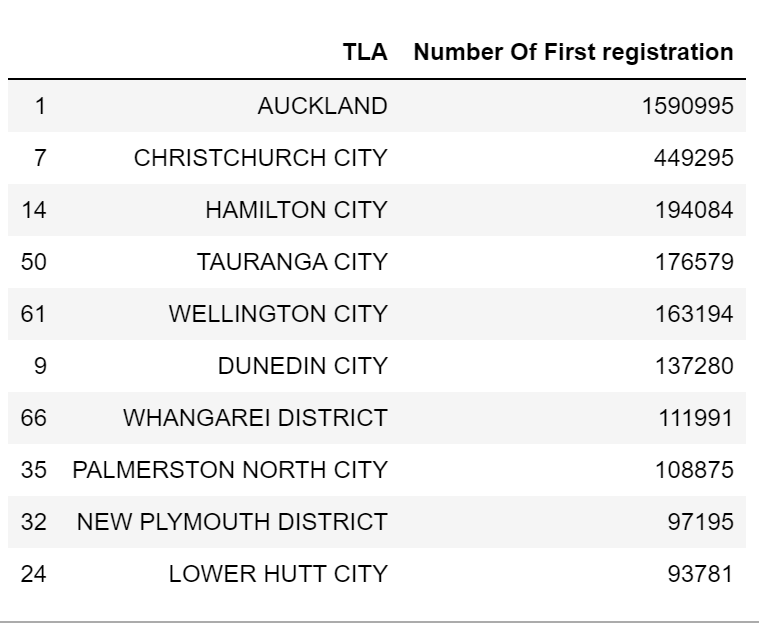 TLA Number Of First registration
1 AUCKLAND 1590995
7 CHRISTCHURCH CITY 449295
14 HAMILTON CITY 194084
50 TAURANGA CITY 176579
61 WELLINGTON CITY 163194
9 DUNEDIN CITY 137280
66 WHANGAREI DISTRICT 111991
35 PALMERSTON NORTH CITY 108875
32 NEW PLYMOUTH DISTRICT 97195
24 LOWER HUTT CITY 93781